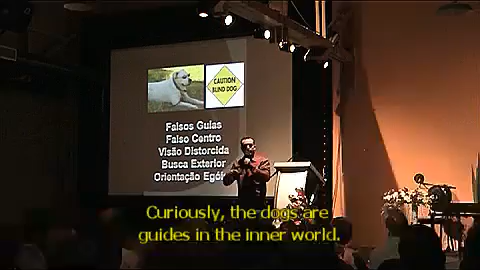 CAUTION
BLIND DOG
Falsos Guias
Falso Centro
Visão Distorcida
Busca Exterior
Orientação
Curiously, the dogs are
guides in the inner world.